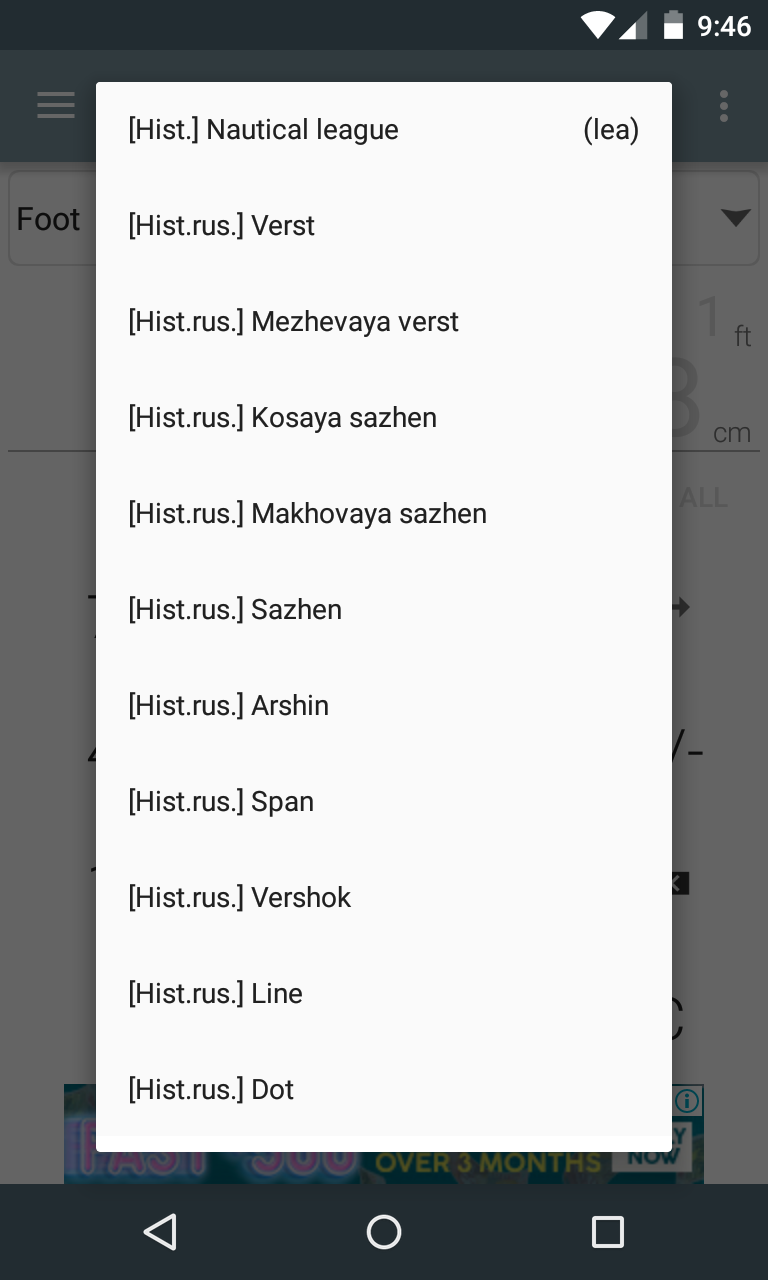 9:46
[Hist.] Nautical league (lea)
Foot
[Hist.rus.] Verst
[Hist.rus.] Mezhevaya verst
1 ft
[Hist.rus.] Kosaya sazhen
cm
ALL
[Hist.rus.] Makhovaya sazhen
[Hist.rus.] Sazhen
[Hist.rus.] Arshin
[Hist.rus.] Span
[Hist.rus.] Vershok
[Hist.rus.] Line
[Hist.rus.] Dot
OVER 3 MONTHS
NOW